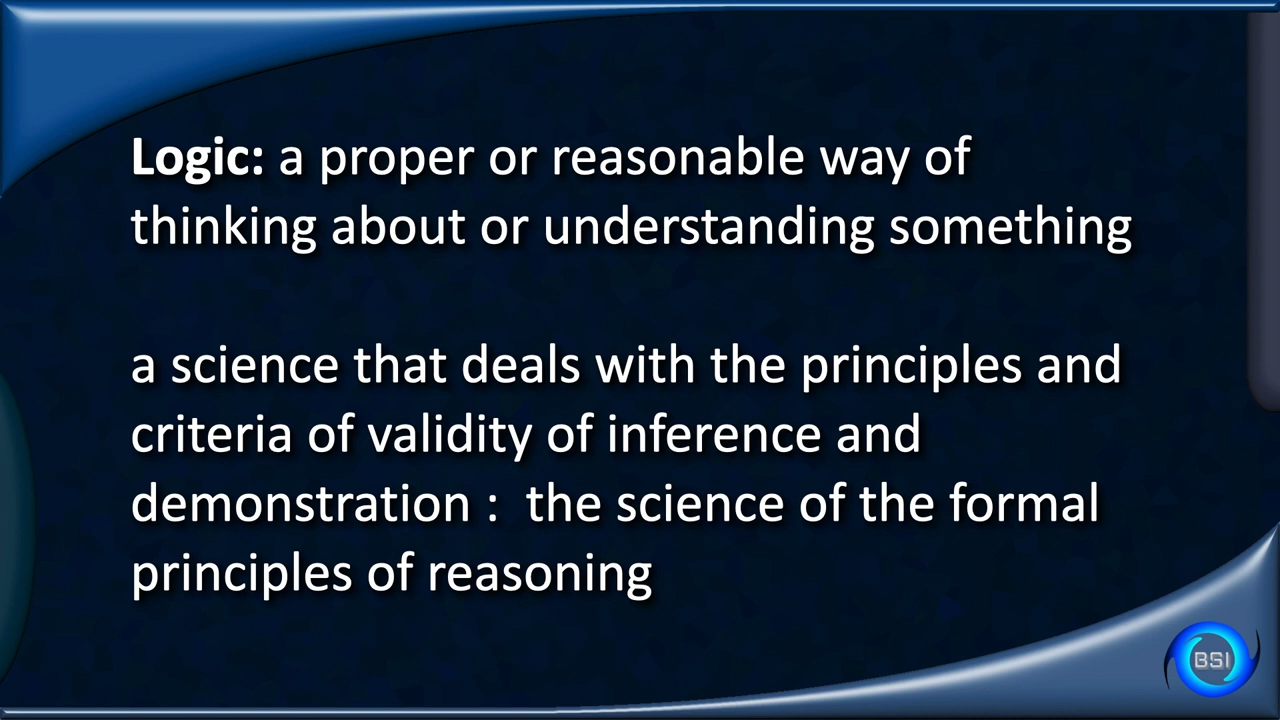 Logic: a proper or reasonable way of
thinking about or understanding something
a science that deals with the principles and
criteria of validity of inference and
demonstration :  the science of the formal
principles of reasoning
BSI